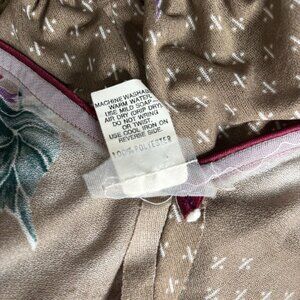 MACHINE WASHABLE
WARM WATER.
USE MILD SOAP
AIR DRY (DRIP DRY)
DO NOT WRING
OR TWIST.
USE COOL IRON ON
REVERSE SIDE.
100% POLYESTER